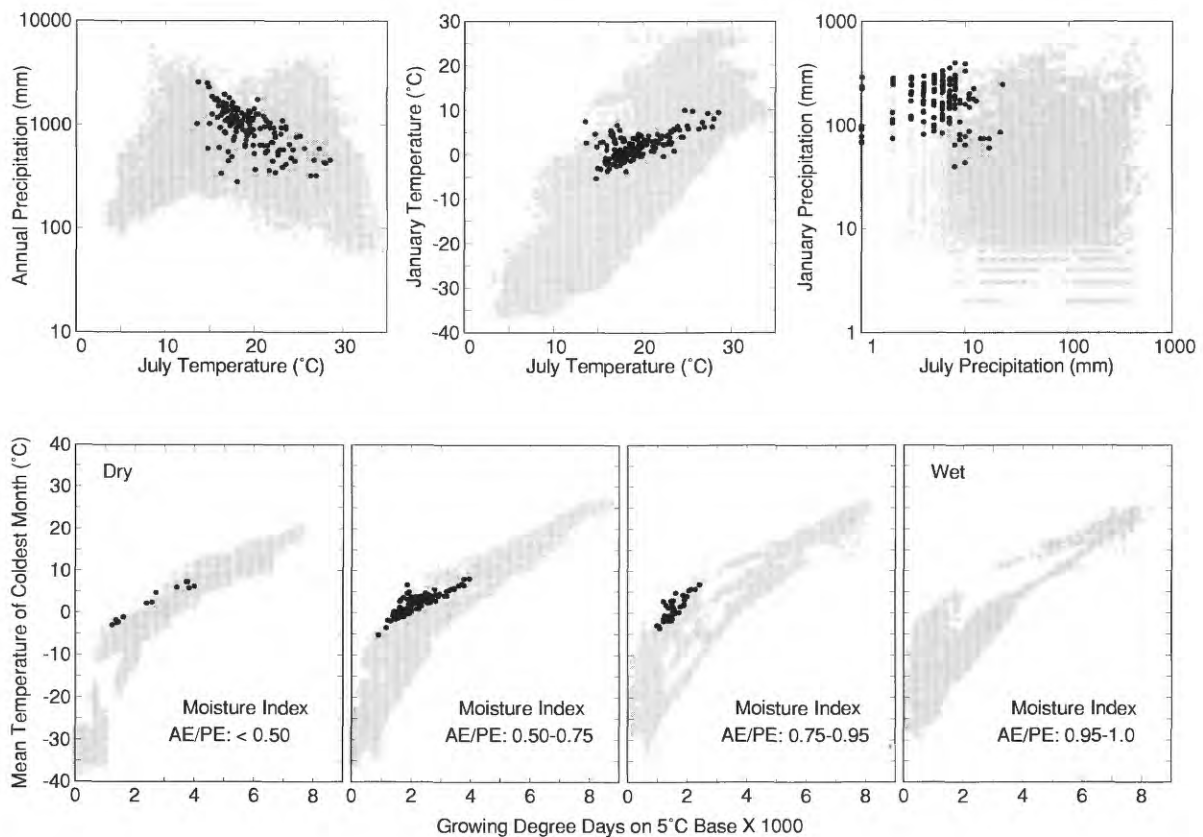 10000
1000
100
10
Annual Precipitation (mm)
0 10 20 30
July Temperature (°C)
30
20
10
0
-10
-20
-30
-40
January Temperature (°C)
0 10 20 30
July Temperature (°C)
1000
100
10
1
January Precipitation (mm)
1 10 100 1000
July Precipitation (mm)
40
30
20
10
0
-10
-20
-30
-40
Mean Temperature of Coldest Month (°C)
Dry
Moisture Index
AE/PE: < 0.50
0 2 4 6 8
Moisture Index
AE/PE: 0.50-0.75
0 2 4 6 8
Moisture Index
AE/PE: 0.75-0.95
0 2 4 6 8
Wet
Moisture Index
AE/PE: 0.95-1.0
0 2 4 6 8
Growing Degree Days on 5°C Base X 1000